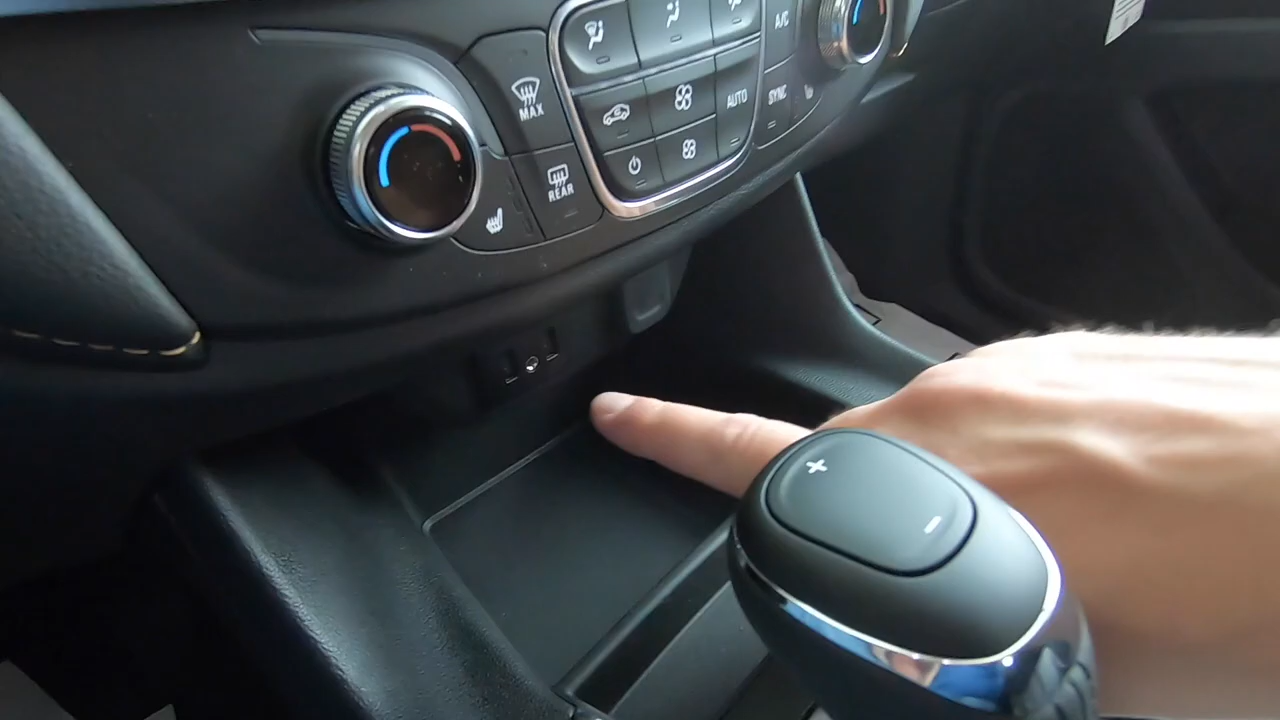 MAX
REAR
A/C
AUTO
SYNC
+
-